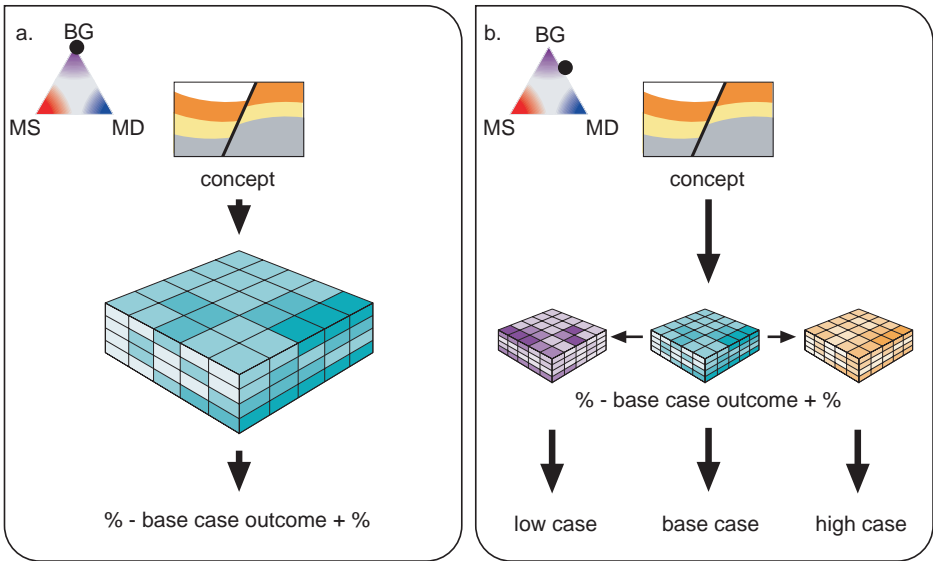 a.
BG
MS
MD
concept
% - base case outcome + %
b.
BG
MS
MD
concept
% - base case outcome + %
low case
base case
high case